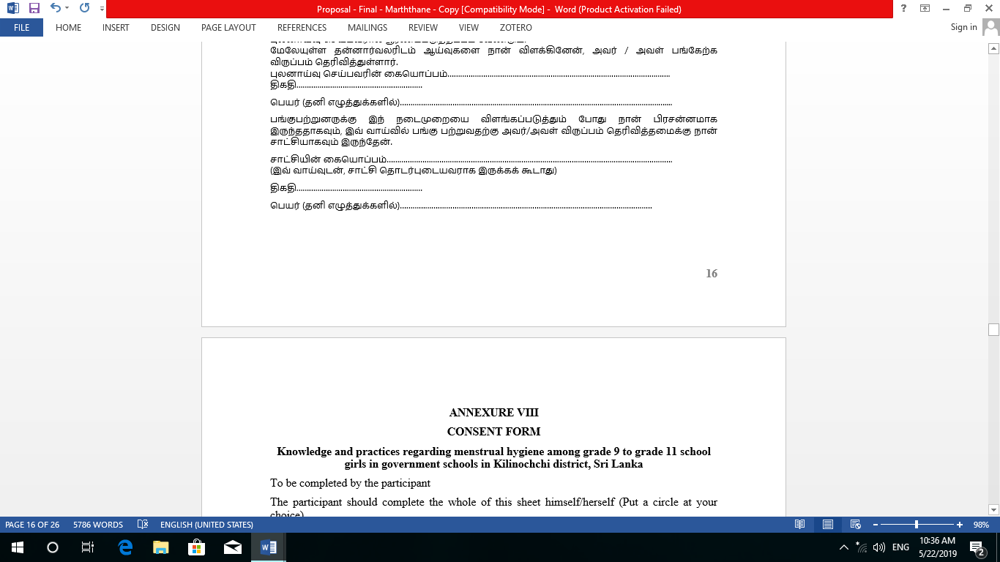 Proposal - Final - Marththane - Copy [Compatibility Mode] - Word (Product Activation Failed)
FILE HOME INSERT DESIGN PAGE LAYOUT REFERENCES MAILINGS REVIEW VIEW ZOTERO Sign in
மேலேயுள்ள தன்னார்வலரிடம் ஆய்வுகளை நான் விளக்கினேன், அவர் / அவள் பங்கேற்க
விருப்பம் தெரிவித்துள்ளார்.
புலனாய்வு செய்பவரின் கையொப்பம்..........................................................................................................
திகதி............................................................
பெயர் (தனி எழுத்துக்களில்)..................................................................................................................................
பங்குபற்றுனருக்கு இந் நடைமுறையை விளங்கப்படுத்தும் போது நான் பிரசன்னமாக
இருந்ததாகவும், இவ் வாய்வில் பங்கு பற்றுவதற்கு அவர்/அவள் விருப்பம் தெரிவித்தமைக்கு நான்
சாட்சியாகவும் இருந்தேன்.
சாட்சியின் கையொப்பம்........................................................................................................................................
(இவ் வாய்வுடன், சாட்சி தொடர்புடையவராக இருக்கக் கூடாது)
திகதி............................................................
பெயர் (தனி எழுத்துக்களில்)........................................................................................................................
16
ANNEXURE VIII
CONSENT FORM
Knowledge and practices regarding menstrual hygiene among grade 9 to grade 11 school
girls in government schools in Kilinochchi district, Sri Lanka
To be completed by the participant
The participant should complete the whole of this sheet himself/herself (Put a circle at your
choice)
PAGE 16 OF 26 5786 WORDS ENGLISH (UNITED STATES) 98%
ENG 10:36 AM
5/22/2019 2